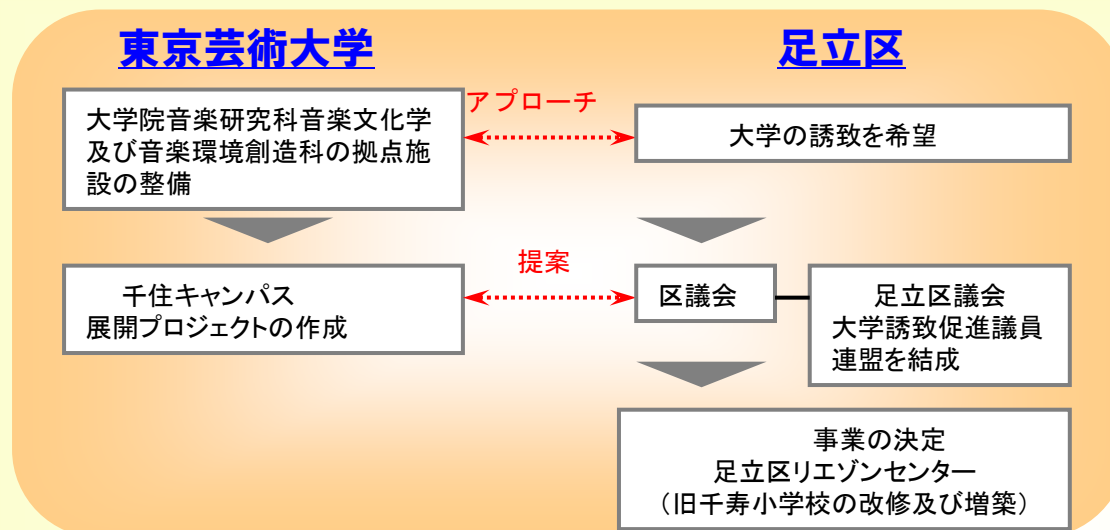 東京芸術大学
足立区
大学院音楽研究科音楽文化学
及び音楽環境創造科の拠点施
設の整備
アプローチ
大学の誘致を希望
千住キャンパス
展開プロジェクトの作成
提案
区議会
足立区議会
大学誘致促進議員
連盟を結成
事業の決定
足立区リエゾンセンター
（旧千寿小学校の改修及び増築）